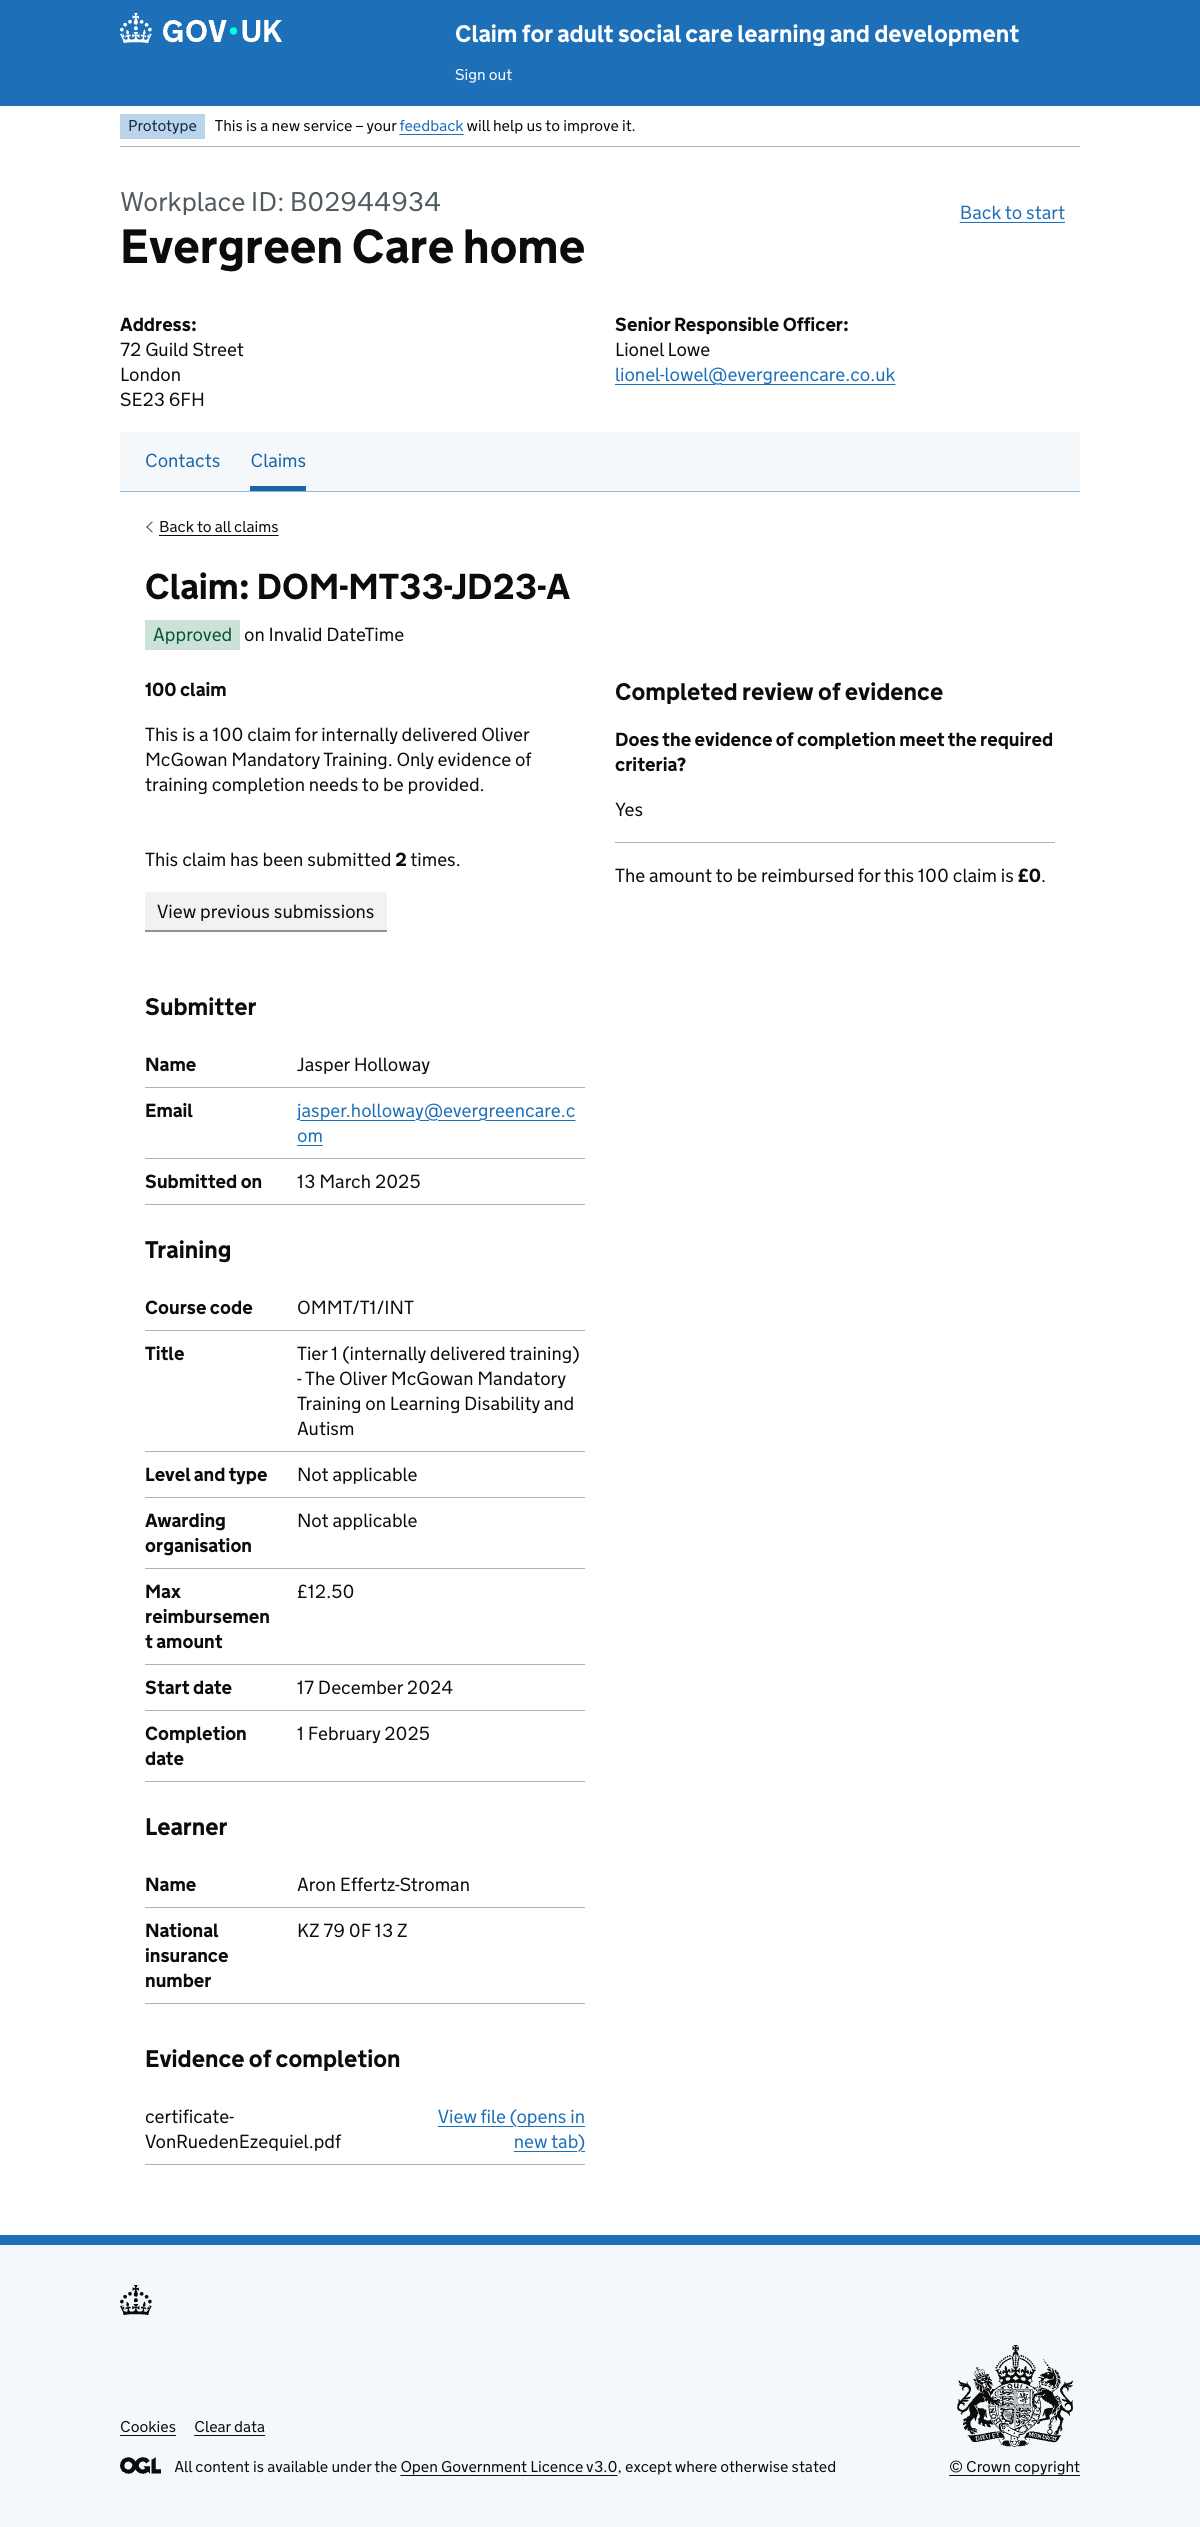 GOV·UK
Claim for adult social care learning and development
Sign out
Prototype This is a new service – your feedback will help us to improve it.
Workplace ID: B02944934
Back to start
Evergreen Care home
Address:
72 Guild Street
London
SE23 6FH
Senior Responsible Officer:
Lionel Lowe
lionel-lowel@evergreencare.co.uk
Contacts Claims
Back to all claims
Claim: DOM-MT33-JD23-A
Approved on Invalid DateTime
100 claim
This is a 100 claim for internally delivered Oliver
McGowan Mandatory Training. Only evidence of
training completion needs to be provided.
This claim has been submitted 2 times.
View previous submissions
Completed review of evidence
Does the evidence of completion meet the required
criteria?
Yes
The amount to be reimbursed for this 100 claim is £0.
Submitter
Name Jasper Holloway
Email jasper.holloway@evergreencare.c
om
Submitted on 13 March 2025
Training
Course code OMMT/T1/INT
Title Tier 1 (internally delivered training)
- The Oliver McGowan Mandatory
Training on Learning Disability and
Autism
Level and type Not applicable
Awarding Not applicable
organisation
Max £12.50
reimbursemen
t amount
Start date 17 December 2024
Completion 1 February 2025
date
Learner
Name Aron Effertz-Stroman
National KZ 79 0F 13 Z
insurance
number
Evidence of completion
certificate- View file (opens in
VonRuedenEzequiel.pdf new tab)
Cookies Clear data
OGL All content is available under the Open Government Licence v3.0, except where otherwise stated
© Crown copyright